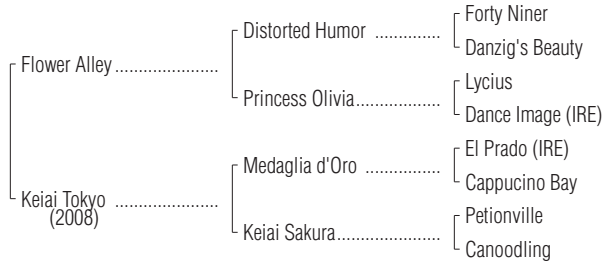 Forty Niner
Distorted Humor ..............
Danzig's Beauty
Flower Alley ......................
Lycius
Princess Olivia ...............
Dance Image (IRE)
El Prado (IRE)
Medaglia d'Oro ................
Cappucino Bay
Keiai Tokyo ......................
(2008)
Petionville
Keiai Sakura ..................
Canoodling